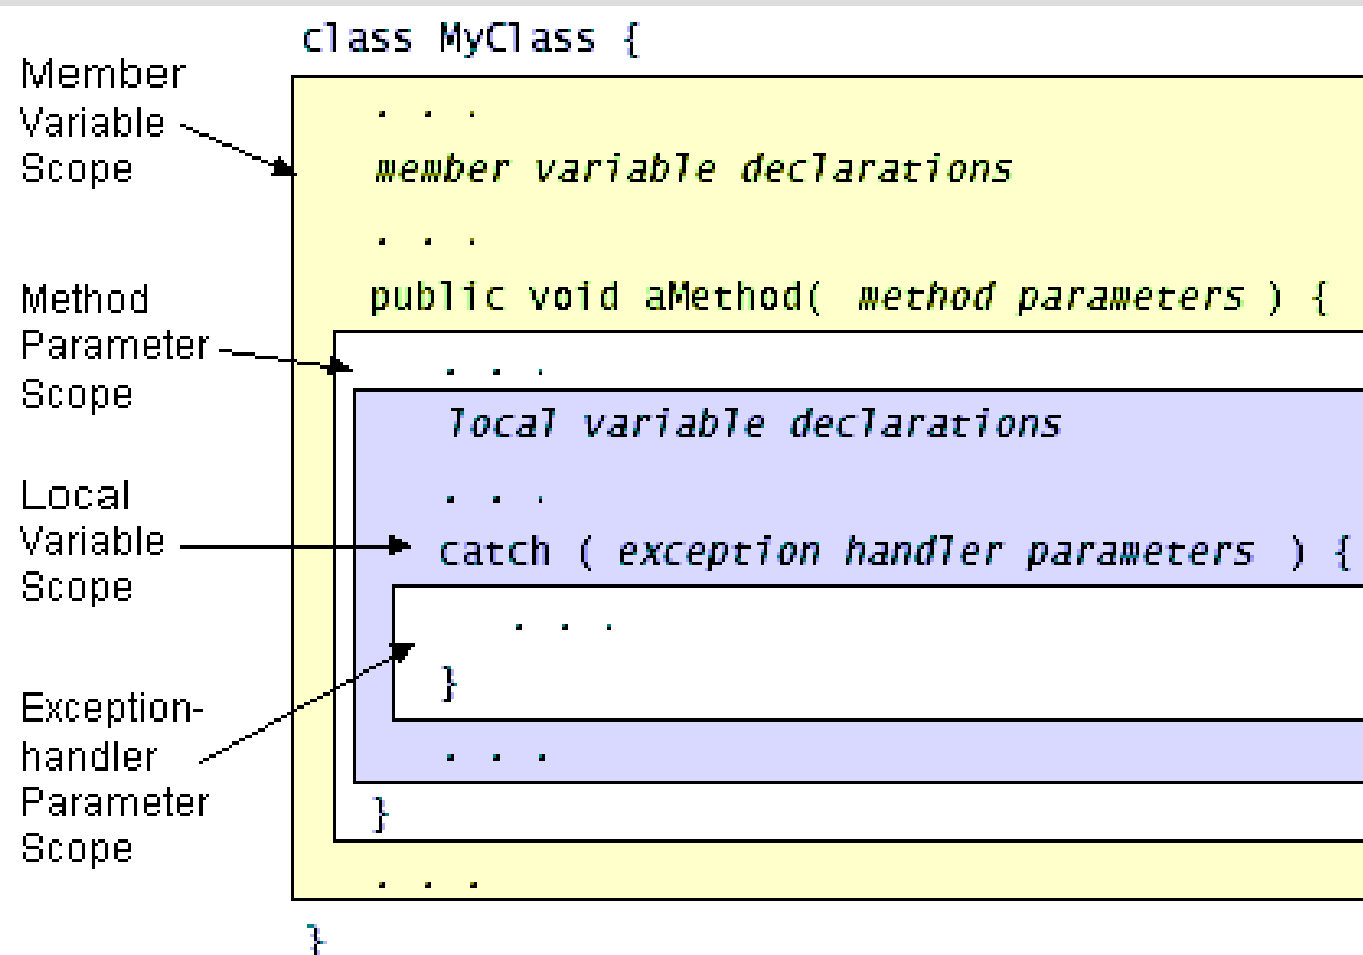 class MyClass {
Member
Variable
Scope
. . .
member variable declarations
. . .
public void aMethod( method parameters ) {
Method
Parameter
Scope
. . .
local variable declarations
. . .
Local
Variable
Scope
catch ( exception handler parameters ) {
. . .
}
Exception-
handler
Parameter
Scope
. . .
}
. . .
}